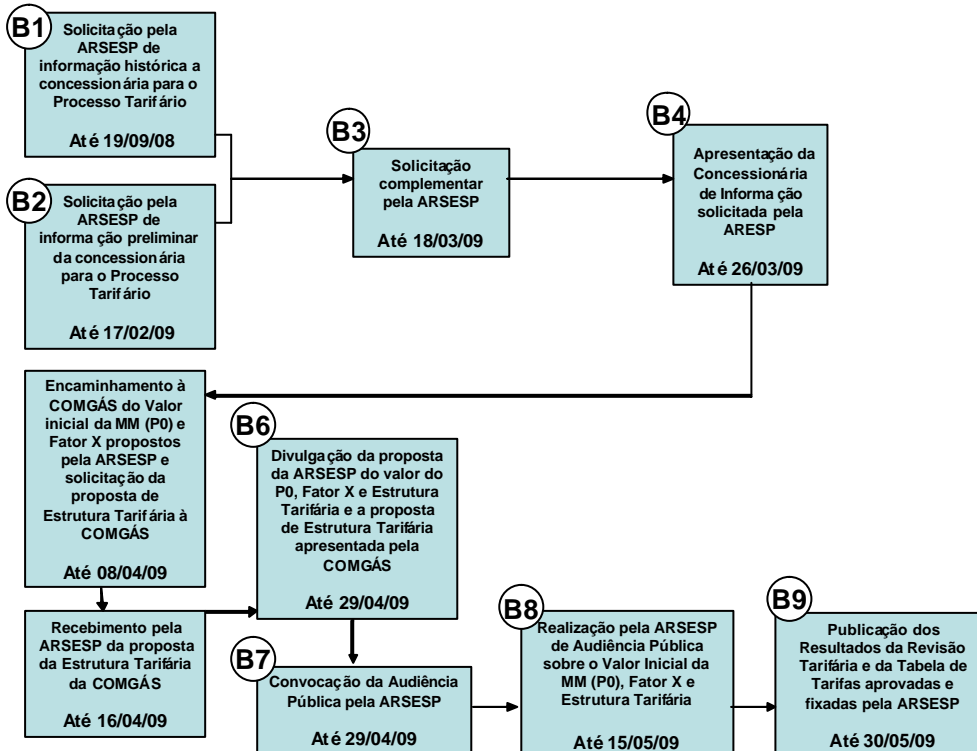 B1
Solicitação pela
ARSESP de
informação histórica a
concessionária para o
Processo Tarifário
Até 19/09/08
B2
Solicitação pela
ARSESP de
informa ção preliminar
da concessionária
para o Processo
Tarifário
Até 17/02/09
B3
Solicitação
complementar
pela ARSESP
Até 18/03/09
B4
Apresentação da
Concessionária
de Informa ção
solicitada pela
ARESP
Até 26/03/09
Encaminhamento à
COMGÁS do Valor
inicial da MM (P0) e
Fator X propostos
pela ARSESP e
solicitação da
proposta de
Estrutura Tarifária à
COMGÁS
Até 08/04/09
Recebimento pela
ARSESP da proposta
da Estrutura Tarifária
da COMGÁS
Até 16/04/09
B6
Divulgação da proposta
da ARSESP do valor do
P0, Fator X e Estrutura
Tarifária e a proposta
de Estrutura Tarifária
apresentada pela
COMGÁS
Até 29/04/09
B7
Convocação da Audiência
Pública pela ARSESP
Até 29/04/09
B8
Realização pela ARSESP
de Audiência Pública
sobre o Valor Inicial da
MM (P0), Fator X e
Estrutura Tarifária
Até 15/05/09
B9
Publicação dos
Resultados da Revisão
Tarifária e da Tabela de
Tarifas aprovadas e
fixadas pela ARSESP
Até 30/05/09